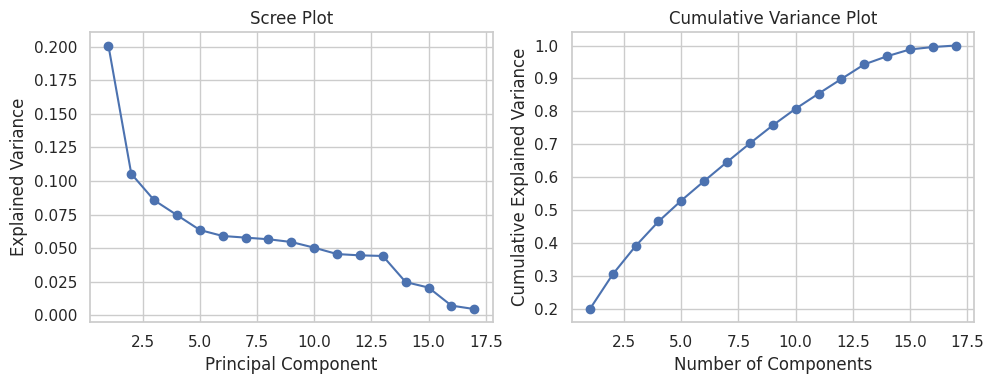 Scree Plot
Explained Variance
0.200
0.175
0.150
0.125
0.100
0.075
0.050
0.025
0.000
2.5 5.0 7.5 10.0 12.5 15.0 17.5
Principal Component
Cumulative Variance Plot
Cumulative Explained Variance
1.0
0.9
0.8
0.7
0.6
0.5
0.4
0.3
0.2
2.5 5.0 7.5 10.0 12.5 15.0 17.5
Number of Components